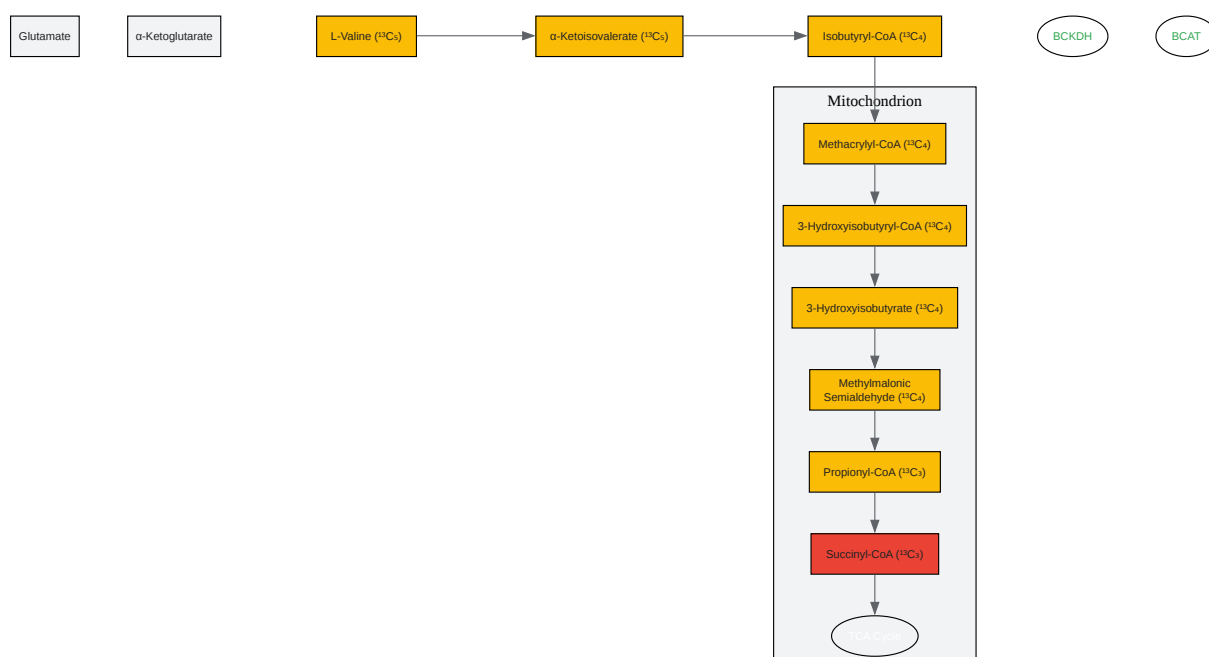 Glutamate
α-Ketoglutarate
L-Valine (¹³C₅)
α-Ketoisovalerate (¹³C₅)
Isobutyryl-CoA (¹³C₄)
BCKDH
BCAT
Mitochondrion
Methacrylyl-CoA (¹³C₄)
3-Hydroxyisobutyryl-CoA (¹³C₄)
3-Hydroxyisobutyrate (¹³C₄)
Methylmalonic
Semialdehyde (¹³C₄)
Propionyl-CoA (¹³C₃)
Succinyl-CoA (¹³C₃)
TCA Cycle